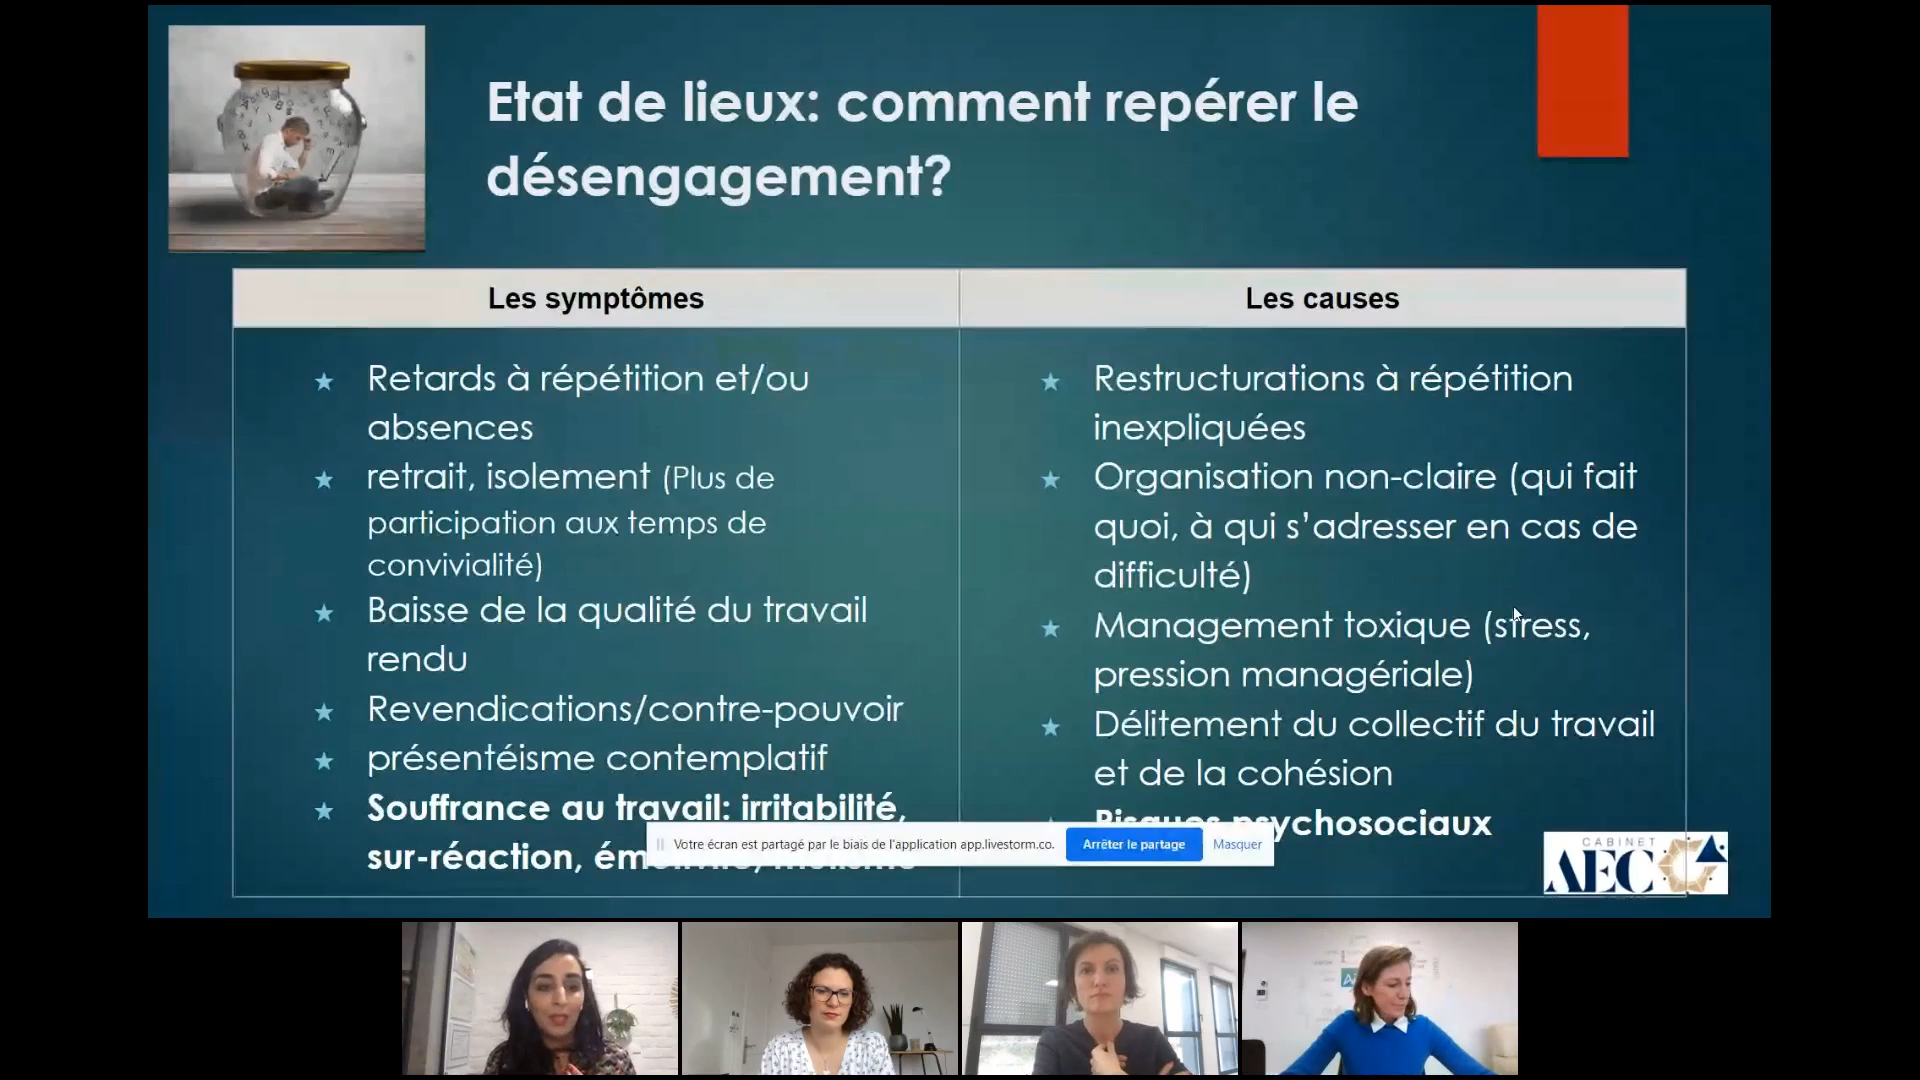 Etat de lieux: comment repérer le
désengagement?
Les symptômes
Retards à répétition et/ou
absences
retrait, isolement (Plus de
participation aux temps de
convivialité)
Baisse de la qualité du travail
rendu
Revendications/contre-pouvoir
présentéisme contemplatif
Souffrance au travail: irritabilité,
sur-réaction,
Les causes
Restructurations à répétition
inexpliquées
Organisation non-claire (qui fait
quoi, à qui s’adresser en cas de
difficulté)
Management toxique (stress,
pression managériale)
Délitement du collectif du travail
et de la cohésion
Risques psychosociaux
Votre écran est partagé par le biais de l'application app.livestorm.co.
Arrêter le partage
Masquer
CABINET
AEC